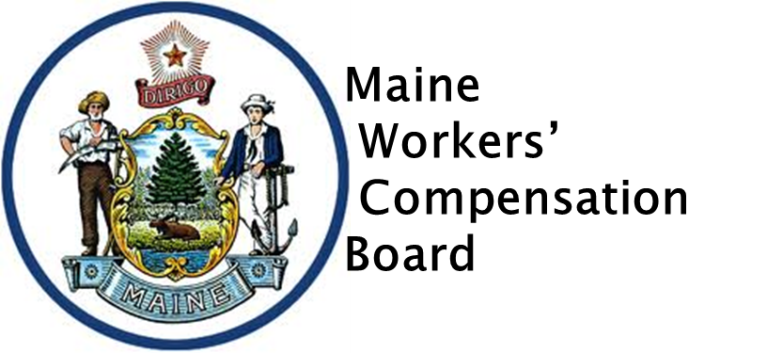 DIRIGO
MAINE
Maine
Workers’
Compensation
Board